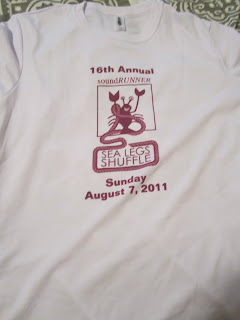 16th Annual
soundRUNNER
SEA LEGS
SHUFFLE
Sunday
August 7, 2011